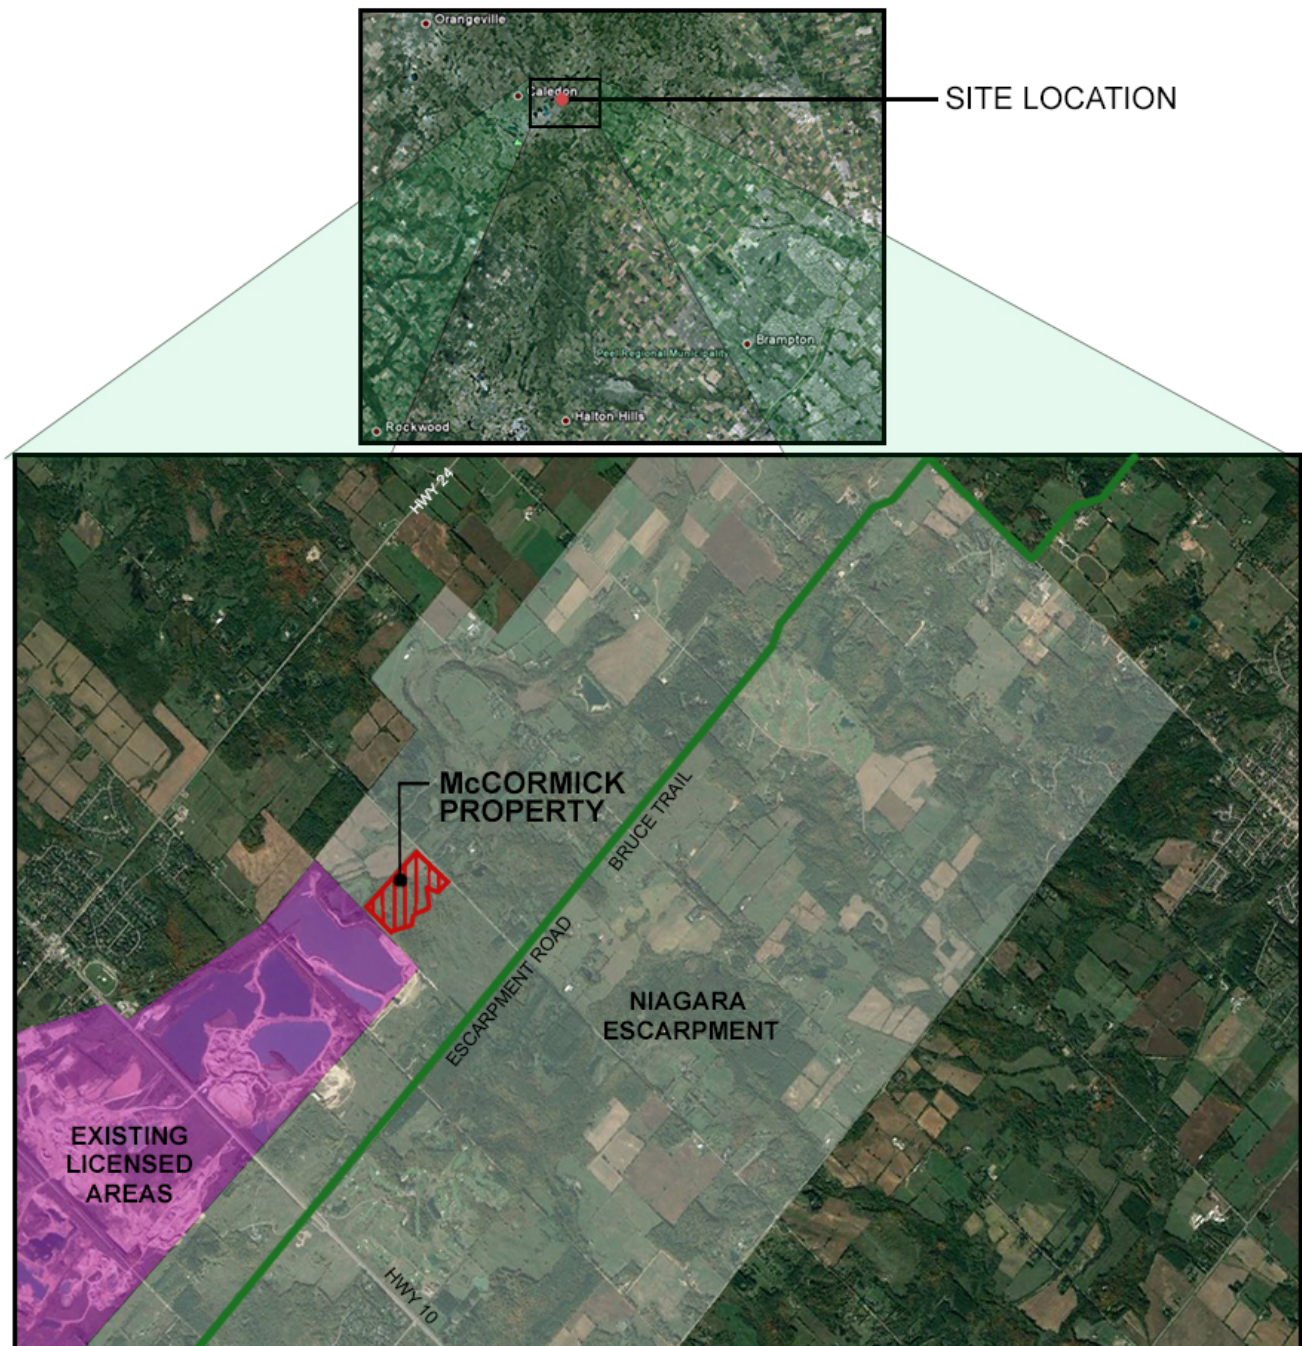 Orangeville
Caledon
SITE LOCATION
Brampton
Peel Regional Municipality
Halton Hills
Rockwood
HWY 24
McCORMICK
PROPERTY
BRUCE TRAIL
ESCARPMENT ROAD
NIAGARA
ESCARPMENT
EXISTING
LICENSED
AREAS
HWY 10